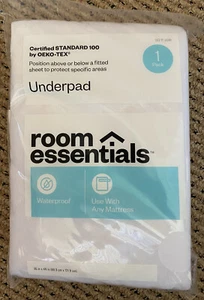 Certified STANDARD 100
by OEKO-TEX®
Position above or below a fitted
sheet to protect specific areas
Underpad
1
Pack
room
essentials™
Waterproof
Use With
Any Mattress